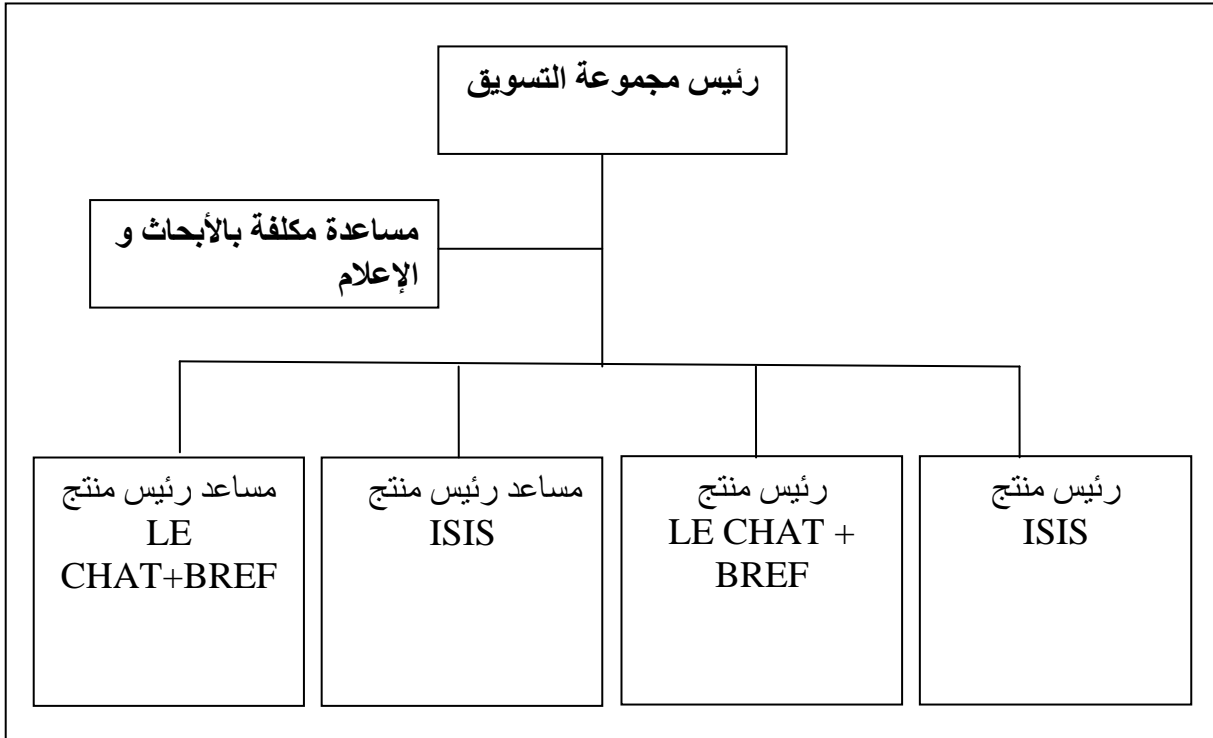 رئيس مجموعة التسويق
مساعدة مكلفة بالأبحاث و
الإعلام
رئيس منتج
ISIS
رئيس منتج
LE CHAT +
BREF
مساعد رئيس منتج
ISIS
مساعد رئيس منتج
LE
CHAT+BREF